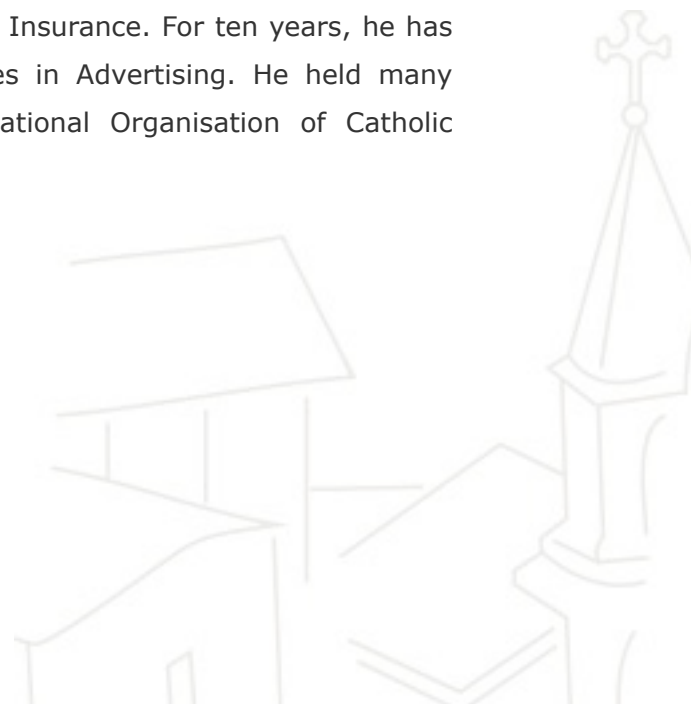 Insurance. For ten years, he has
es in Advertising. He held many
ational Organisation of Catholic